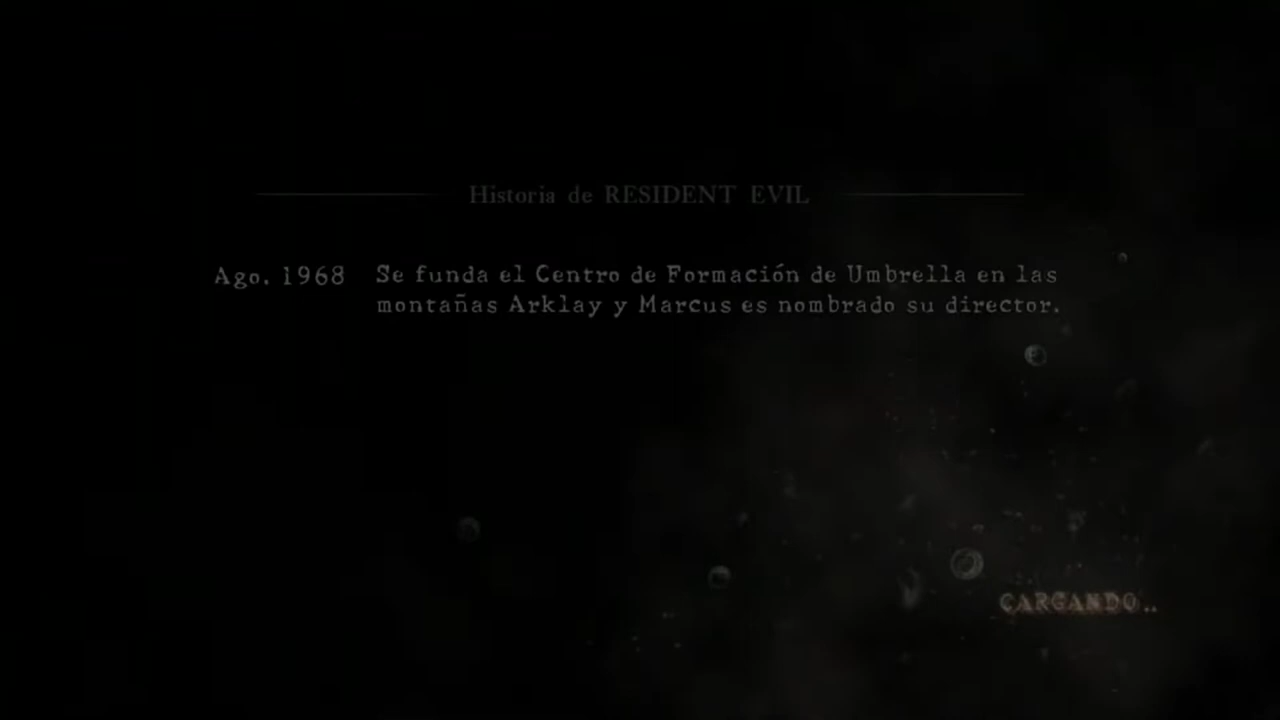 Historia de RESIDENT EVIL
Ago. 1968 Se funda el Centro de Formación de Umbrella en las
montañas Arklay y Marcus es nombrado su director.
CARGANDO..